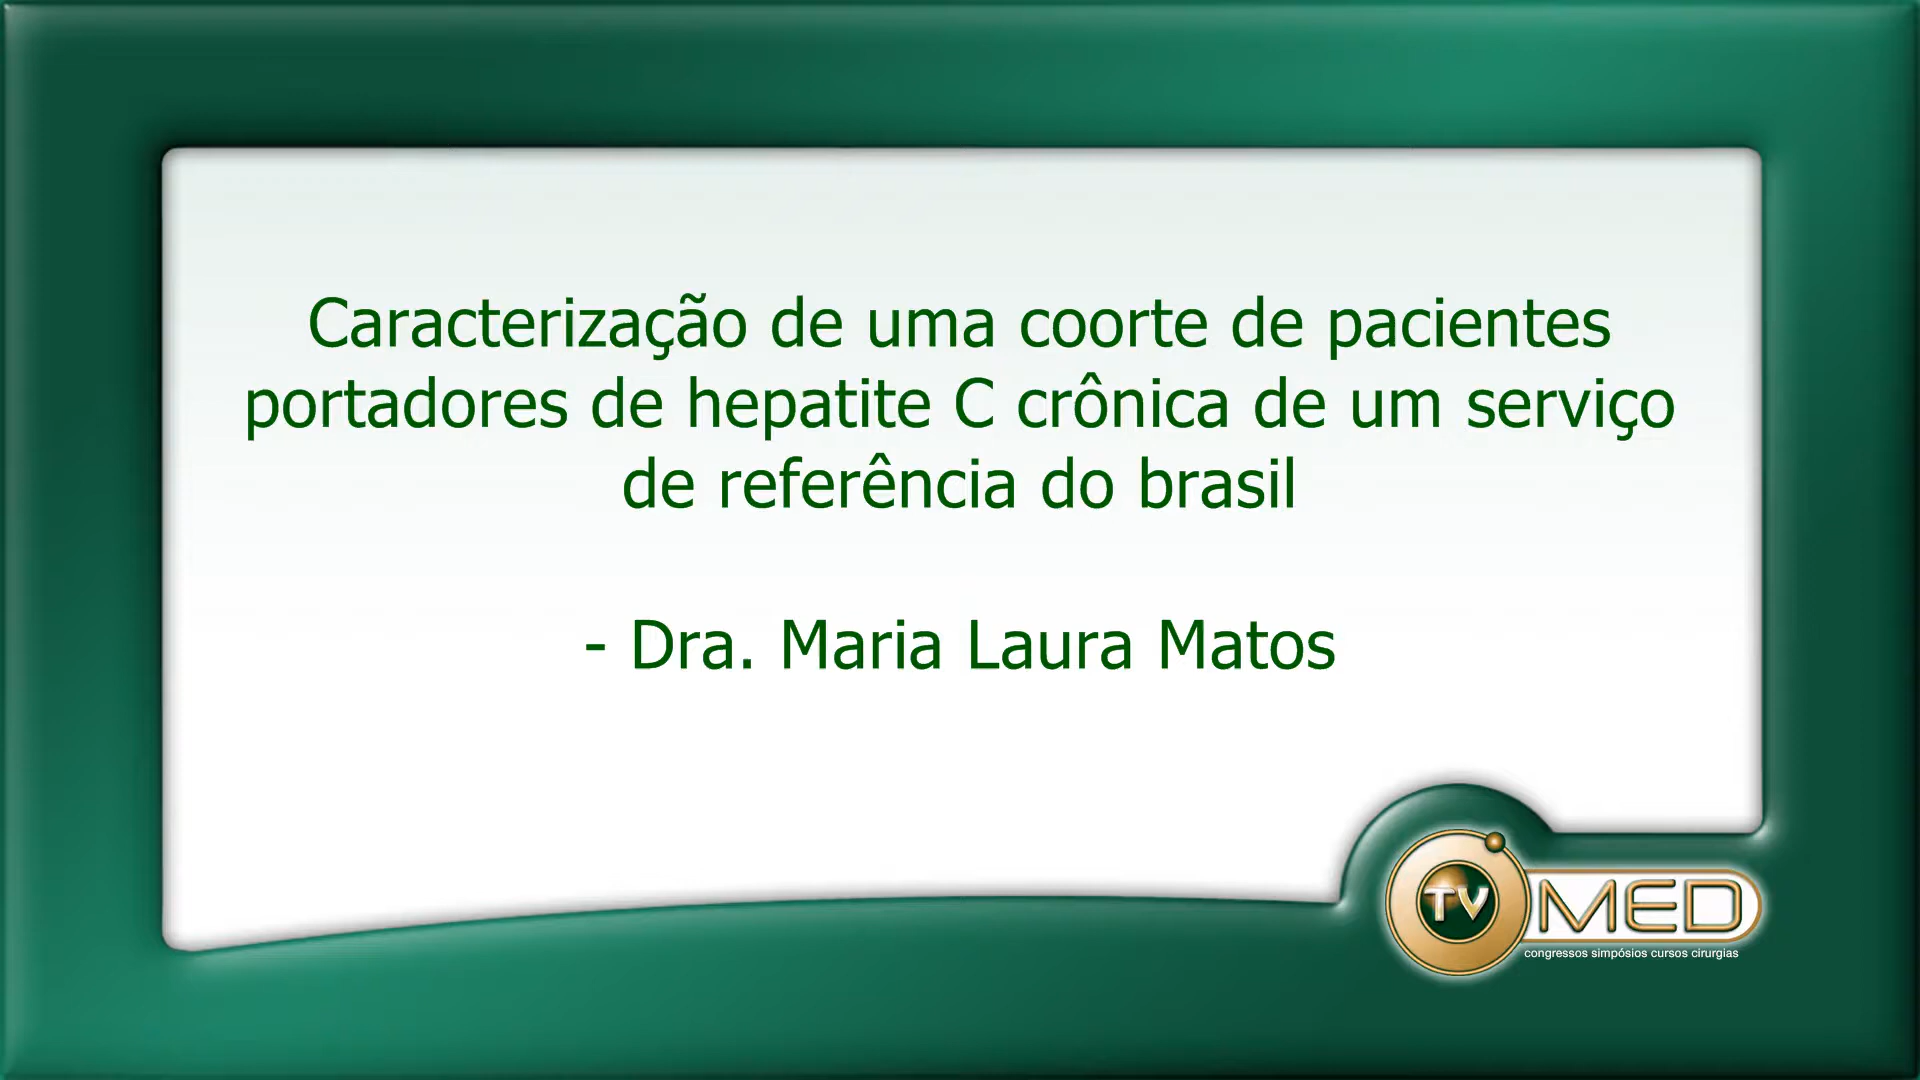 Caracterização de uma coorte de pacientes
portadores de hepatite C crônica de um serviço
de referência do brasil
- Dra. Maria Laura Matos
TV MED
congressos simpósios cursos cirurgias